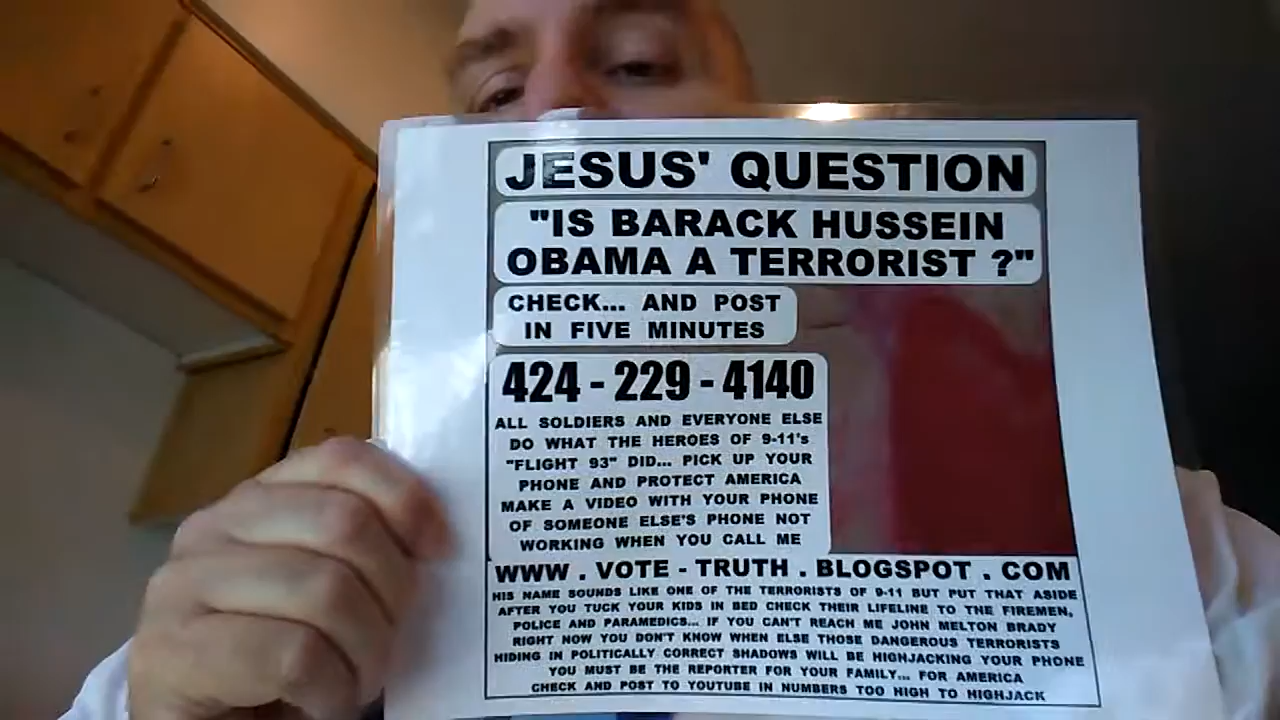 JESUS' QUESTION
"IS BARACK HUSSEIN
OBAMA A TERRORIST ?"
CHECK... AND POST
IN FIVE MINUTES
424 - 229 - 4140
ALL SOLDIERS AND EVERYONE ELSE
DO WHAT THE HEROES OF 9-11's
"FLIGHT 93" DID... PICK UP YOUR
PHONE AND PROTECT AMERICA
MAKE A VIDEO WITH YOUR PHONE
OF SOMEONE ELSE'S PHONE NOT
WORKING WHEN YOU CALL ME
WWW . VOTE - TRUTH . BLOGSPOT . COM
HIS NAME SOUNDS LIKE ONE OF THE TERRORISTS OF 9-11 BUT PUT THAT ASIDE
AFTER YOU TUCK YOUR KIDS IN BED CHECK THEIR LIFELINE TO THE FIREMEN,
POLICE AND PARAMEDICS... IF YOU CAN'T REACH ME JOHN MELTON BRADY
RIGHT NOW YOU DON'T KNOW WHEN ELSE THOSE DANGEROUS TERRORISTS
HIDING IN POLITICALLY CORRECT SHADOWS WILL BE HIGHJACKING YOUR PHONE
YOU MUST BE THE REPORTER FOR YOUR FAMILY... FOR AMERICA
CHECK AND POST TO YOUTUBE IN NUMBERS TOO HIGH TO HIGHJACK